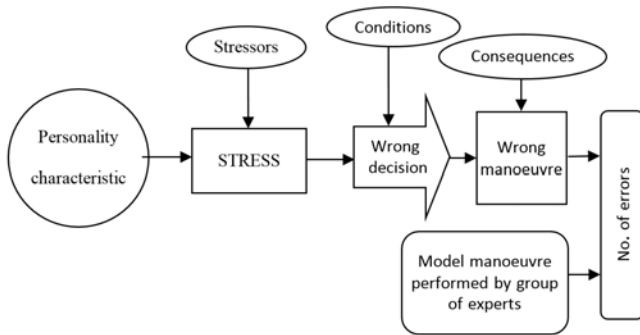 Stressors
Conditions
Consequences
Personality
characteristic
STRESS
Wrong
decision
Wrong
manoeuvre
No. of errors
Model manoeuvre
performed by group
of experts